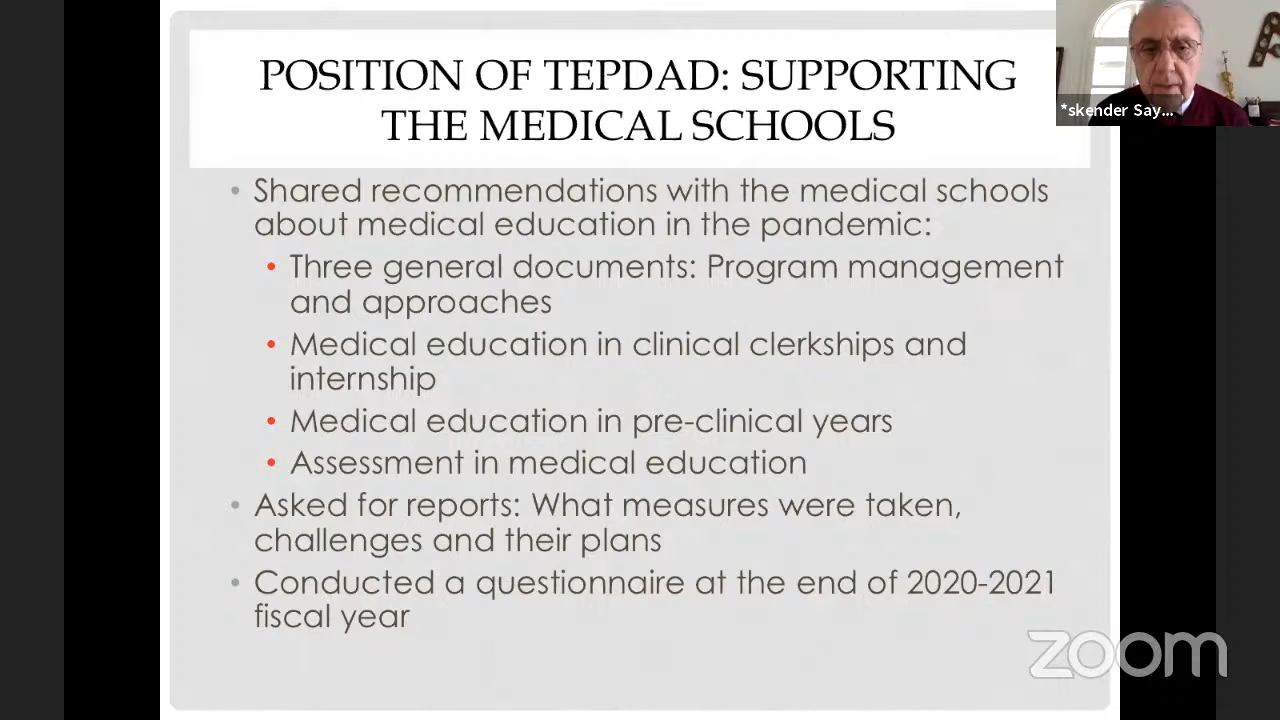 POSITION OF TEPDAD: SUPPORTING
THE MEDICAL SCHOOLS
*skender Say...
• Shared recommendations with the medical schools
about medical education in the pandemic:
• Three general documents: Program management
and approaches
• Medical education in clinical clerkships and
internship
• Medical education in pre-clinical years
• Assessment in medical education
• Asked for reports: What measures were taken,
challenges and their plans
• Conducted a questionnaire at the end of 2020-2021
fiscal year
zoom
A